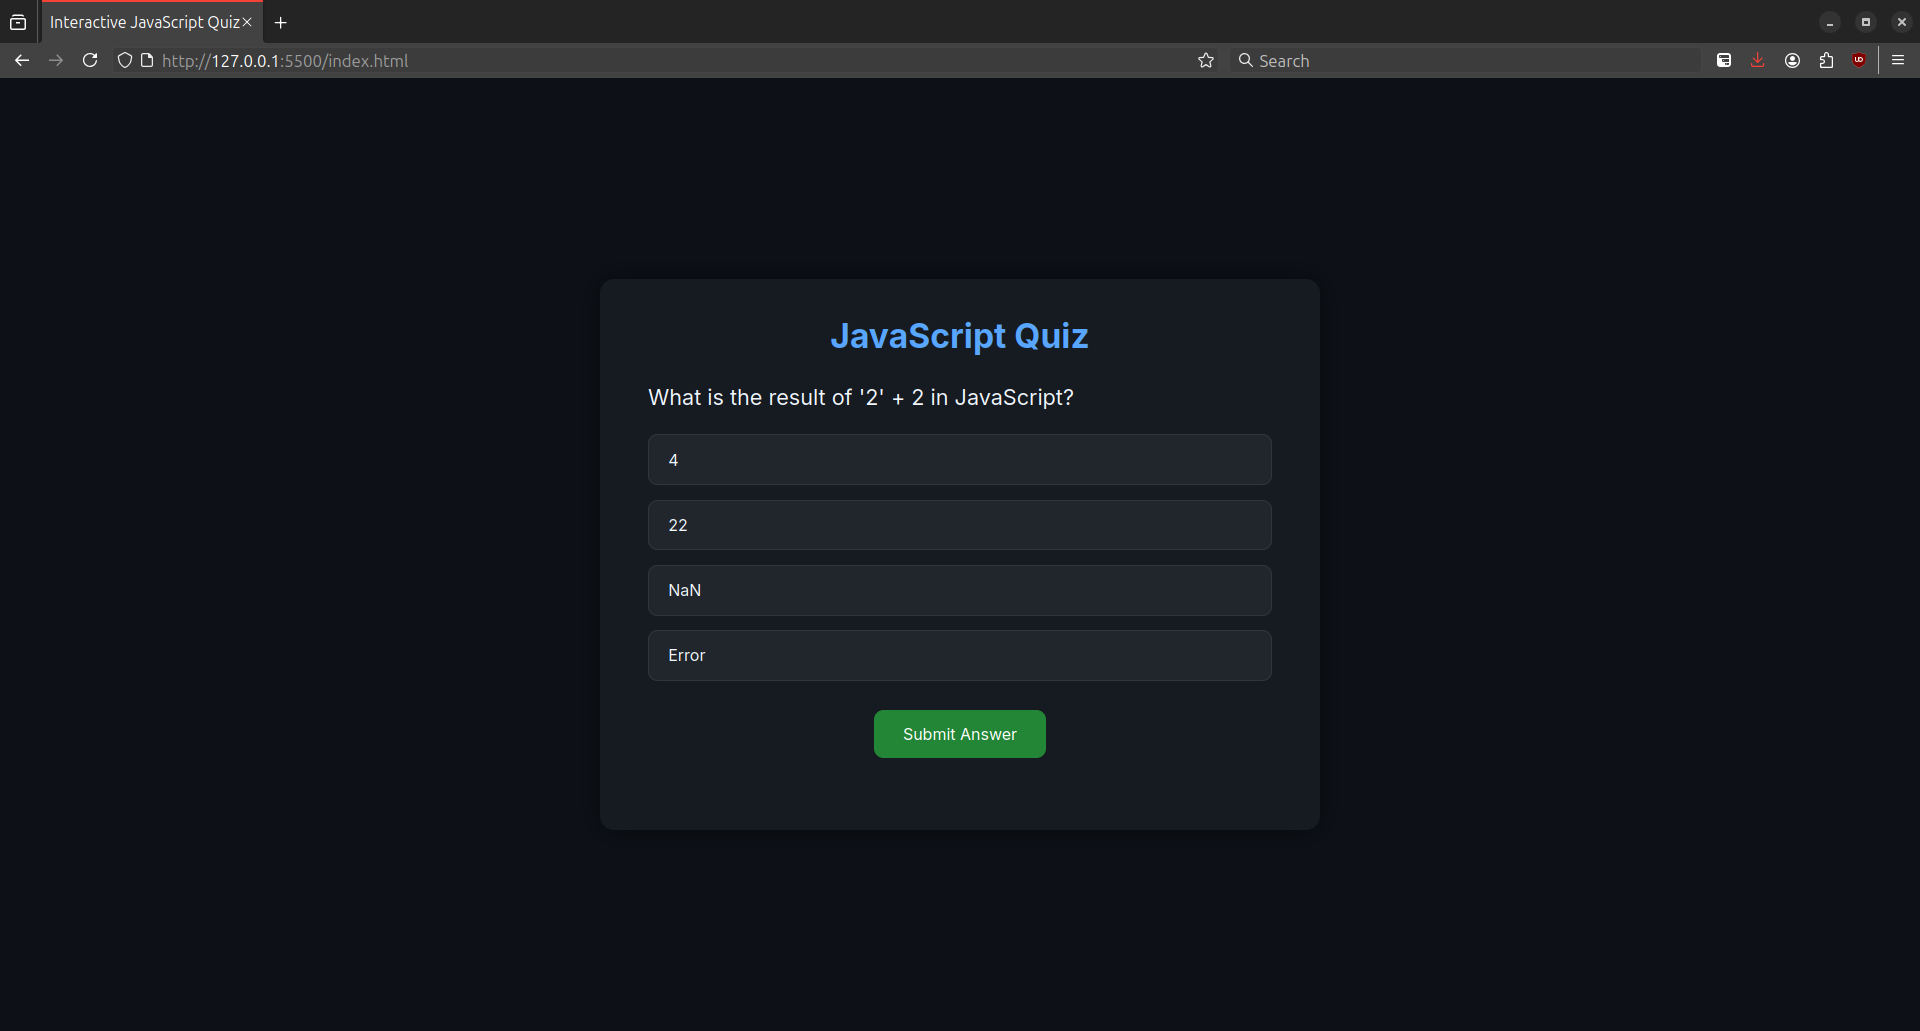 Interactive JavaScript Quiz
http://127.0.0.1:5500/index.html
Search
JavaScript Quiz
What is the result of '2' + 2 in JavaScript?
4
22
NaN
Error
Submit Answer